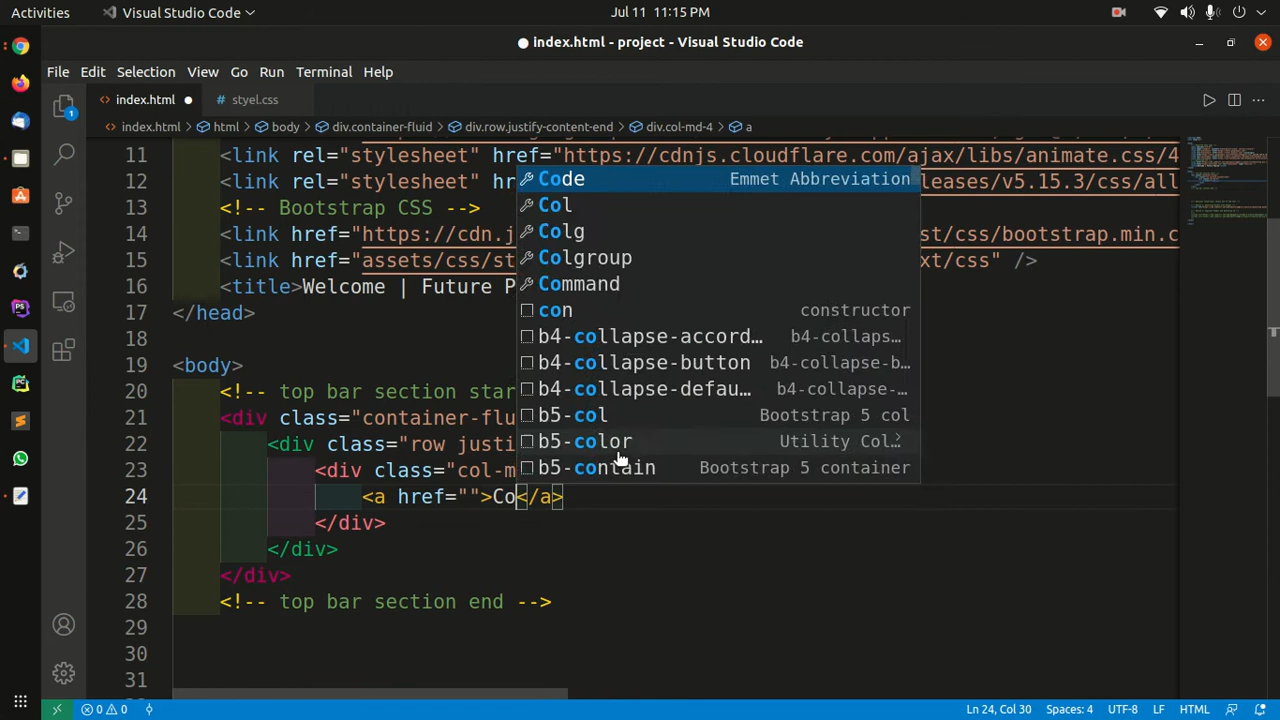 Activities
Visual Studio Code
Jul 11 11:15 PM
● index.html - project - Visual Studio Code
File Edit Selection View Go Run Terminal Help
1
index.html ●
# styel.css
index.html > html > body > div.container-fluid > div.row.justify-content-end > div.col-md-4 > a
11 <link rel="stylesheet" href="https://cdnjs.cloudflare.com/ajax/libs/animate.css/4
12 eleases/v5.15.3/css/all
13 <!-- Bootstrap CSS -->
14 <link href="https://cdn.j st/css/bootstrap.min.c
15 <link href="assets/css/st xt/css" />
16 <title>Welcome | Future P
17 </head>
18
19 <body>
20 <!-- top bar section star
21 <div class="container-flu
22 <div class="row justi
23 <div class="col-m
24 <a href="">Co</a>
25 </div>
26 </div>
27 </div>
28 <!-- top bar section end -->
29
30
31
Code Emmet Abbreviation
Col
Colg
Colgroup
Command
con constructor
b4-collapse-accord… b4-collaps…
b4-collapse-button b4-collapse-b…
b4-collapse-defau… b4-collapse-…
b5-col Bootstrap 5 col
b5-color Utility Col…
b5-contain Bootstrap 5 container
0 0
Ln 24, Col 30 Spaces: 4 UTF-8 LF HTML